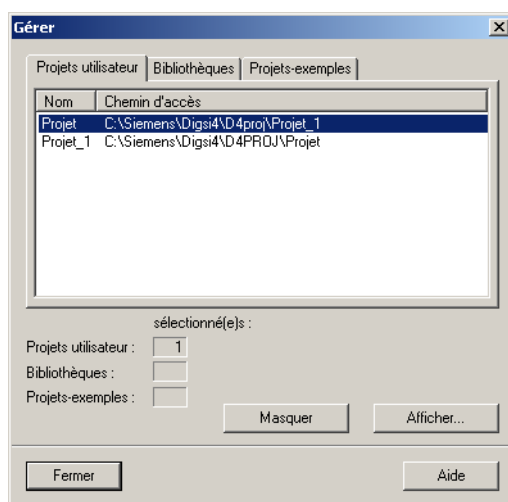 Gérer
Projets utilisateur Bibliothèques Projets-exemples
Nom Chemin d'accès
Projet C:\Siemens\Digsi4\D4proj\Projet_1
Projet_1 C:\Siemens\Digsi4\D4PROJ\Projet
sélectionné(e)s :
Projets utilisateur : 1
Bibliothèques :
Projets-exemples :
Masquer Afficher...
Fermer Aide